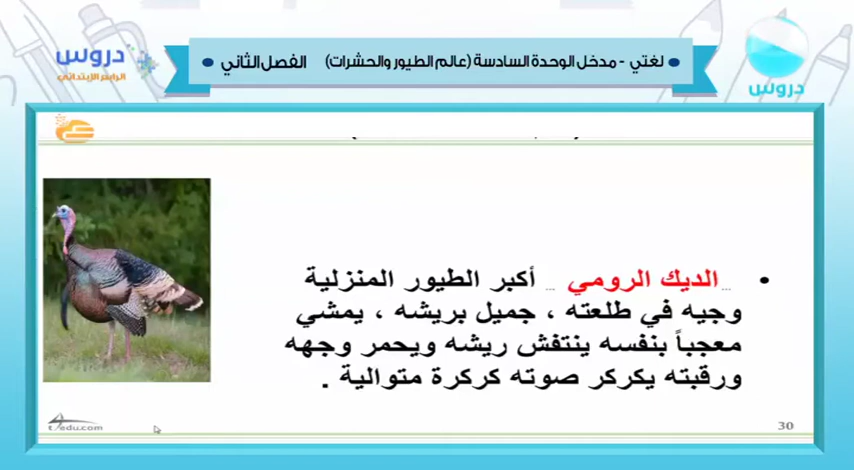 دروس
الرابع الإبتدائي
لغتي - مدخل الوحدة السادسة (عالم الطيور والحشرات) الفصل الثاني
دروس
• ... الديك الرومي ... أكبر الطيور المنزلية
وجيه في طلعته ، جميل بريشه ، يمشي
معجباً بنفسه ينتفش ريشه ويحمر وجهه
ورقبته يكركر صوته كركرة متوالية .
t4edu.com
30